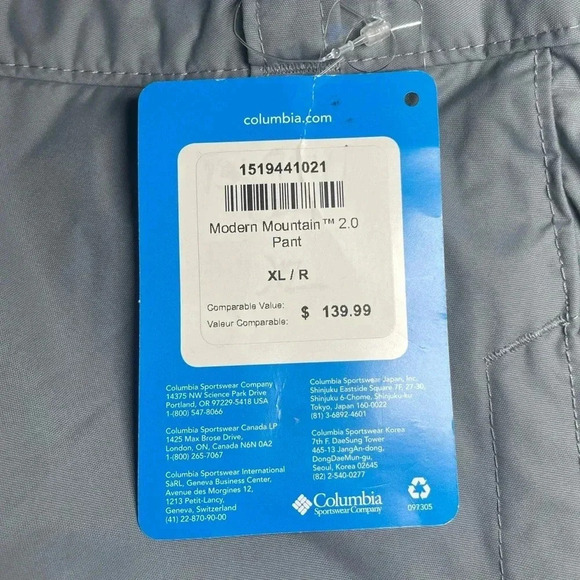 columbia.com
1519441021
Modern Mountain™ 2.0
Pant
XL / R
Comparable Value:
Valeur Comparable:
$ 139.99
Columbia Sportswear Company
14375 NW Science Park Drive
Portland, OR 97229-5418 USA
1-(800) 547-8066
Columbia Sportswear Canada LP
1425 Max Brose Drive,
London, ON, Canada N6N 0A2
1-(800) 265-7067
Columbia Sportswear International
SàRL, Geneva Business Center,
Avenue des Morgines 12,
1213 Petit-Lancy,
Geneva, Switzerland
(41) 22-870-90-00
Columbia Sportswear Japan, Inc.
Shinjuku Eastside Square 7F, 27-30,
Shinjuku 6-Chome, Shinjuku-ku
Tokyo, Japan 160-0022
(81) 3-6892-4601
Columbia Sportswear Korea
7th F. DaeSung Tower
465-13 JangAn-dong,
DongDaeMun-gu,
Seoul, Korea 02645
(82) 2-540-0277
Columbia
Sportswear Company
097305